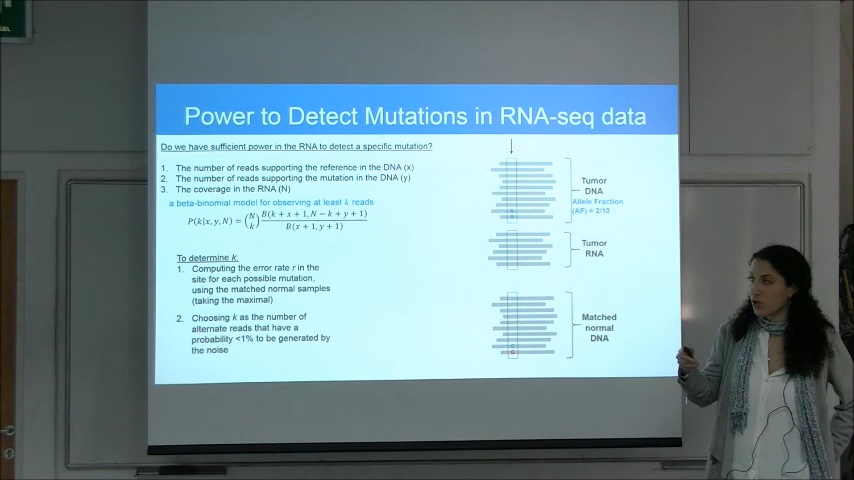 Power to Detect Mutations in RNA-seq data
Do we have sufficient power in the RNA to detect a specific mutation?
1. The number of reads supporting the reference in the DNA (x)
2. The number of reads supporting the mutation in the DNA (y)
3. The coverage in the RNA (N)
a beta-binomial model for observing at least k reads
P(k|x, y, N) = (N k) B(k + x + 1, N − k + y + 1) / B(x + 1, y + 1)
To determine k:
1. Computing the error rate r in the
site for each possible mutation,
using the matched normal samples
(taking the maximal)
2. Choosing k as the number of
alternate reads that have a
probability <1% to be generated by
the noise
Tumor
DNA
Allele Fraction
(AF) = 2/10
Tumor
RNA
Matched
normal
DNA